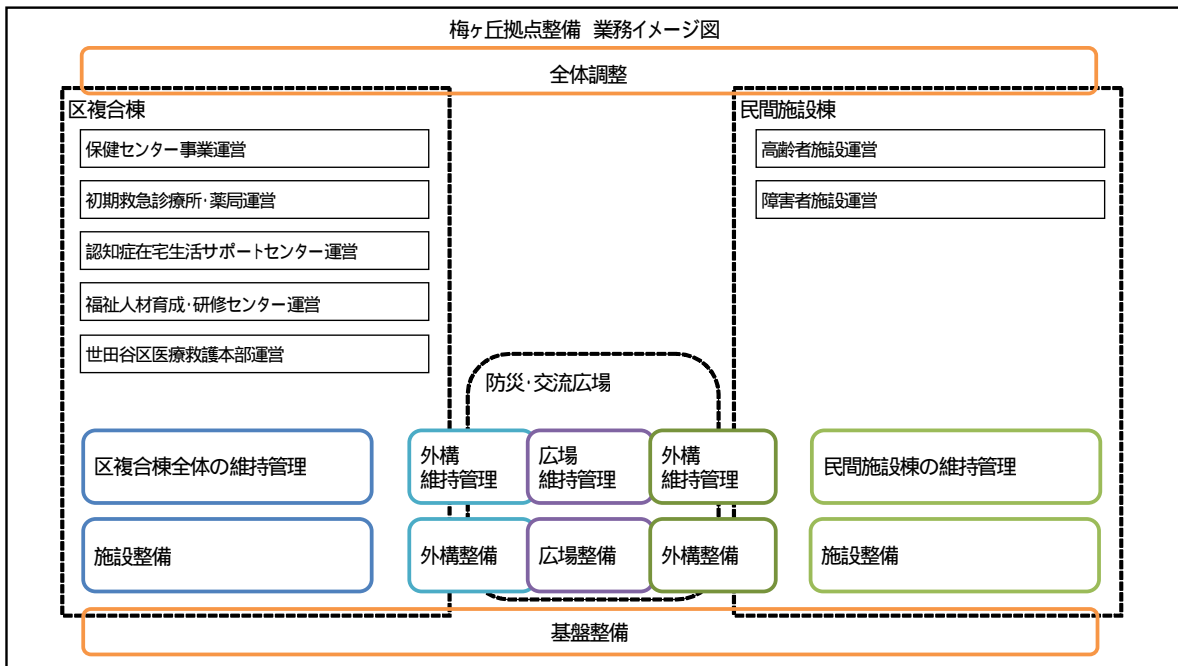 梅ヶ丘拠点整備 業務イメージ図
全体調整
区複合棟
保健センター事業運営
初期救急診療所･薬局運営
認知症在宅生活サポートセンター運営
福祉人材育成･研修センター運営
世田谷区医療救護本部運営
民間施設棟
高齢者施設運営
障害者施設運営
防災･交流広場
区複合棟全体の維持管理
外構
維持管理
広場
維持管理
外構
維持管理
民間施設棟の維持管理
施設整備
外構整備
広場整備
外構整備
施設整備
基盤整備